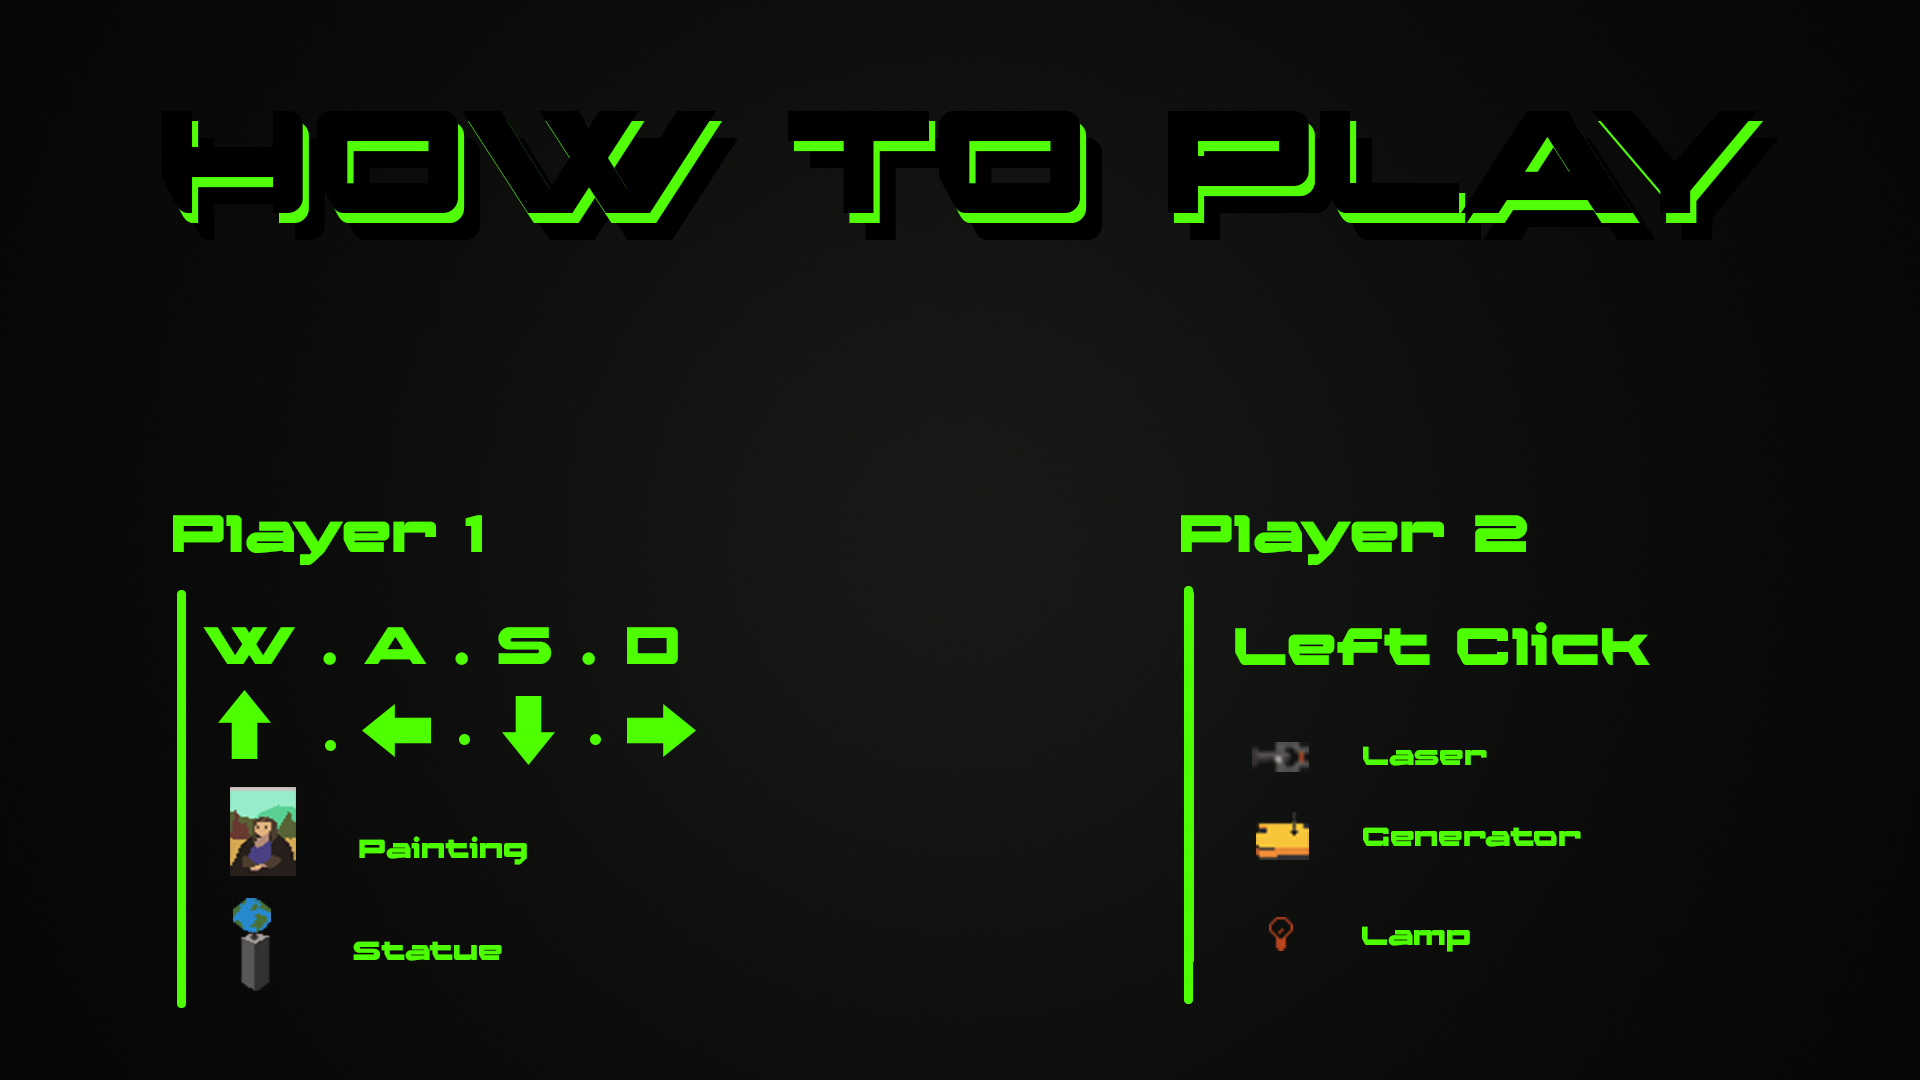 HOW TO PLAY
Player 1
W . A . S . D
Painting
Statue
Player 2
Left Click
Laser
Generator
Lamp